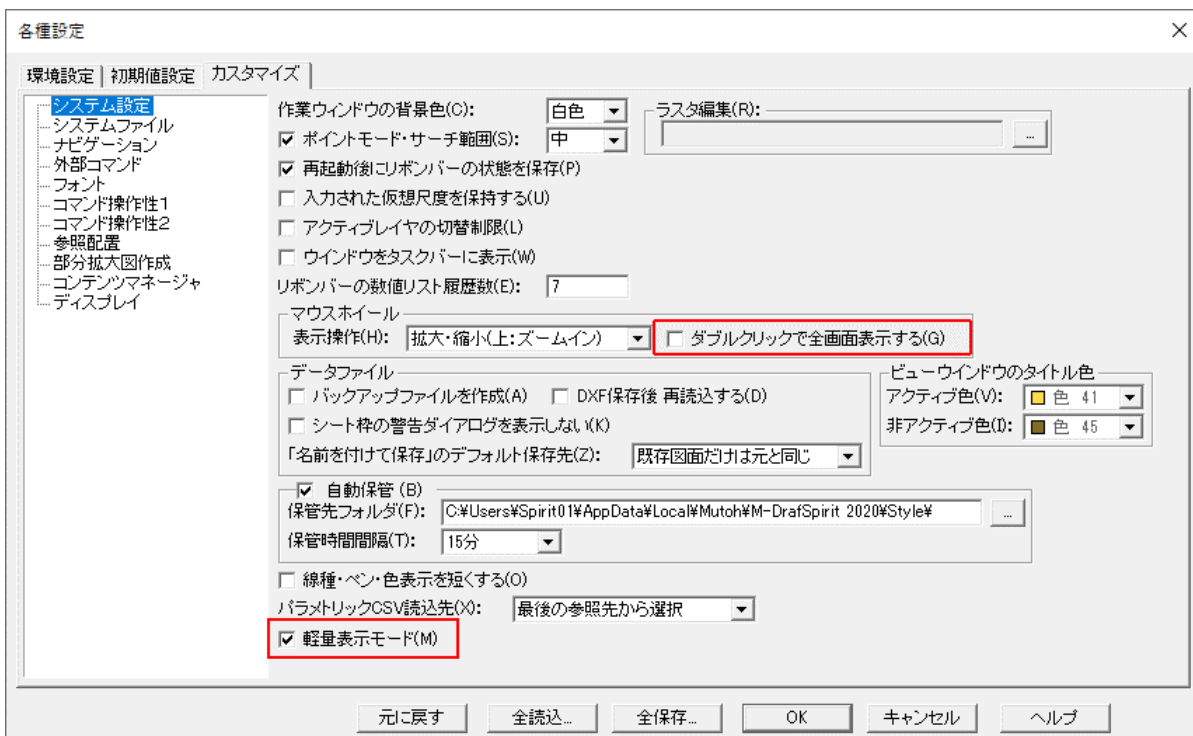 各種設定
環境設定 初期値設定 カスタマイズ
システム設定
システムファイル
ナビゲーション
外部コマンド
フォント
コマンド操作性1
コマンド操作性2
参照配置
部分拡大図作成
コンテンツマネージャ
ディスプレイ
作業ウィンドウの背景色(C): 白色
ラスタ編集(R):
...
ポイントモード・サーチ範囲(S): 中
再起動後にリボンバーの状態を保存(P)
入力された仮想尺度を保持する(U)
アクティブレイヤの切替制限(L)
ウインドウをタスクバーに表示(W)
リボンバーの数値リスト履歴数(E): 7
マウスホイール
表示操作(H): 拡大・縮小(上:ズームイン) ダブルクリックで全画面表示する(G)
データファイル
バックアップファイルを作成(A) DXF保存後 再読込する(D)
シート枠の警告ダイアログを表示しない(K)
「名前を付けて保存」のデフォルト保存先(Z): 既存図面だけは元と同じ
ビューウインドウのタイトル色
アクティブ色(V): 色 41
非アクティブ色(I): 色 45
自動保管 (B)
保管先フォルダ(F): C:¥Users¥Spirit01¥AppData¥Local¥Mutoh¥M-DrafSpirit 2020¥Style¥ ...
保管時間間隔(T): 15分
線種・ペン・色表示を短くする(O)
パラメトリックCSV読込先(X): 最後の参照先から選択
軽量表示モード(M)
元に戻す 全読込... 全保存... OK キャンセル ヘルプ